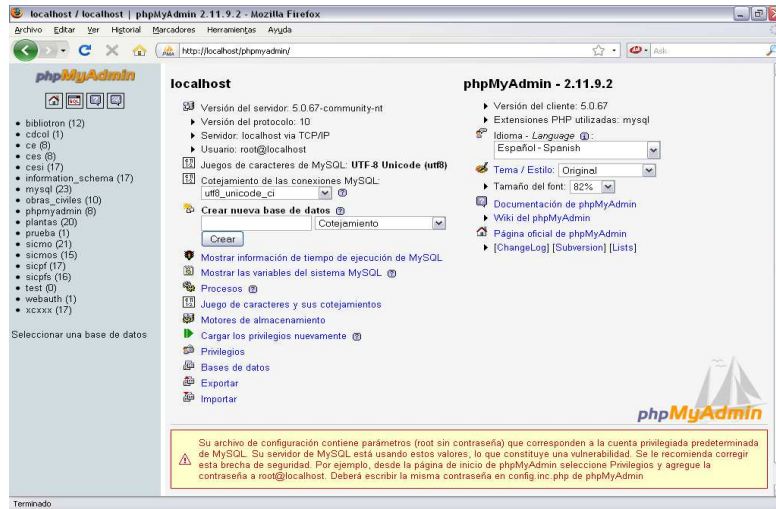 localhost / localhost | phpMyAdmin 2.11.9.2 - Mozilla Firefox
Archivo Editar Ver Historial Marcadores Herramientas Ayuda
http://localhost/phpmyadmin/
Ask
phpMyAdmin
bibliotron (12)
cdcol (1)
ce (8)
ces (8)
cesi (17)
information_schema (17)
mysql (23)
obras_civiles (10)
phpmyadmin (8)
plantas (20)
prueba (1)
sicmo (21)
sicmos (15)
sicpf (17)
sicpfs (16)
test (0)
webauth (1)
xcxxx (17)
Seleccionar una base de datos
localhost
Versión del servidor: 5.0.67-community-nt
Versión del protocolo: 10
Servidor: localhost via TCP/IP
Usuario: root@localhost
Juegos de caracteres de MySQL: UTF-8 Unicode (utf8)
Cotejamiento de las conexiones MySQL:
utf8_unicode_ci
Crear nueva base de datos
Cotejamiento
Crear
Mostrar información de tiempo de ejecución de MySQL
Mostrar las variables del sistema MySQL
Procesos
Juego de caracteres y sus cotejamientos
Motores de almacenamiento
Cargar los privilegios nuevamente
Privilegios
Bases de datos
Exportar
Importar
phpMyAdmin - 2.11.9.2
Versión del cliente: 5.0.67
Extensiones PHP utilizadas: mysql
Idioma - Language :
Español - Spanish
Tema / Estilo: Original
Tamaño del font: 82%
Documentación de phpMyAdmin
Wiki del phpMyAdmin
Página oficial de phpMyAdmin
[ChangeLog] [Subversion] [Lists]
phpMyAdmin
Su archivo de configuración contiene parámetros (root sin contraseña) que corresponden a la cuenta privilegiada predeterminada
de MySQL. Su servidor de MySQL está usando estos valores, lo que constituye una vulnerabilidad. Se le recomienda corregir
esta brecha de seguridad. Por ejemplo, desde la página de inicio de phpMyAdmin seleccione Privilegios y agregue la
contraseña a root@localhost. Deberá escribir la misma contraseña en config.inc.php de phpMyAdmin
Terminado